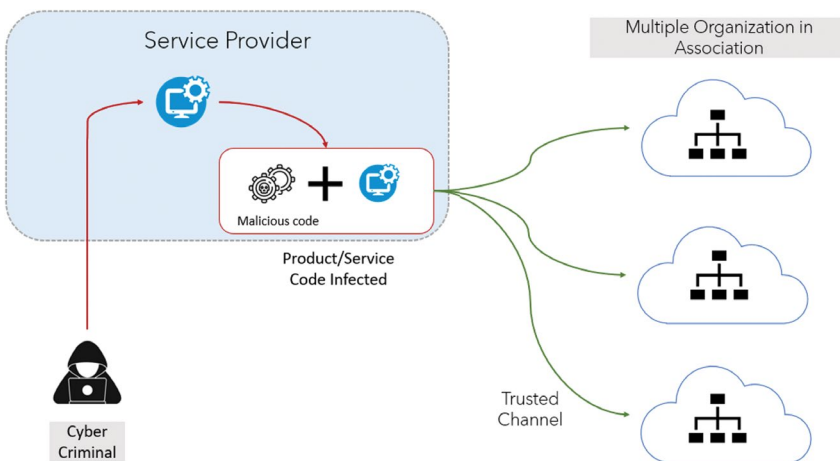 Service Provider
Multiple Organization in
Association
Malicious code
Product/Service
Code Infected
Trusted
Channel
Cyber
Criminal